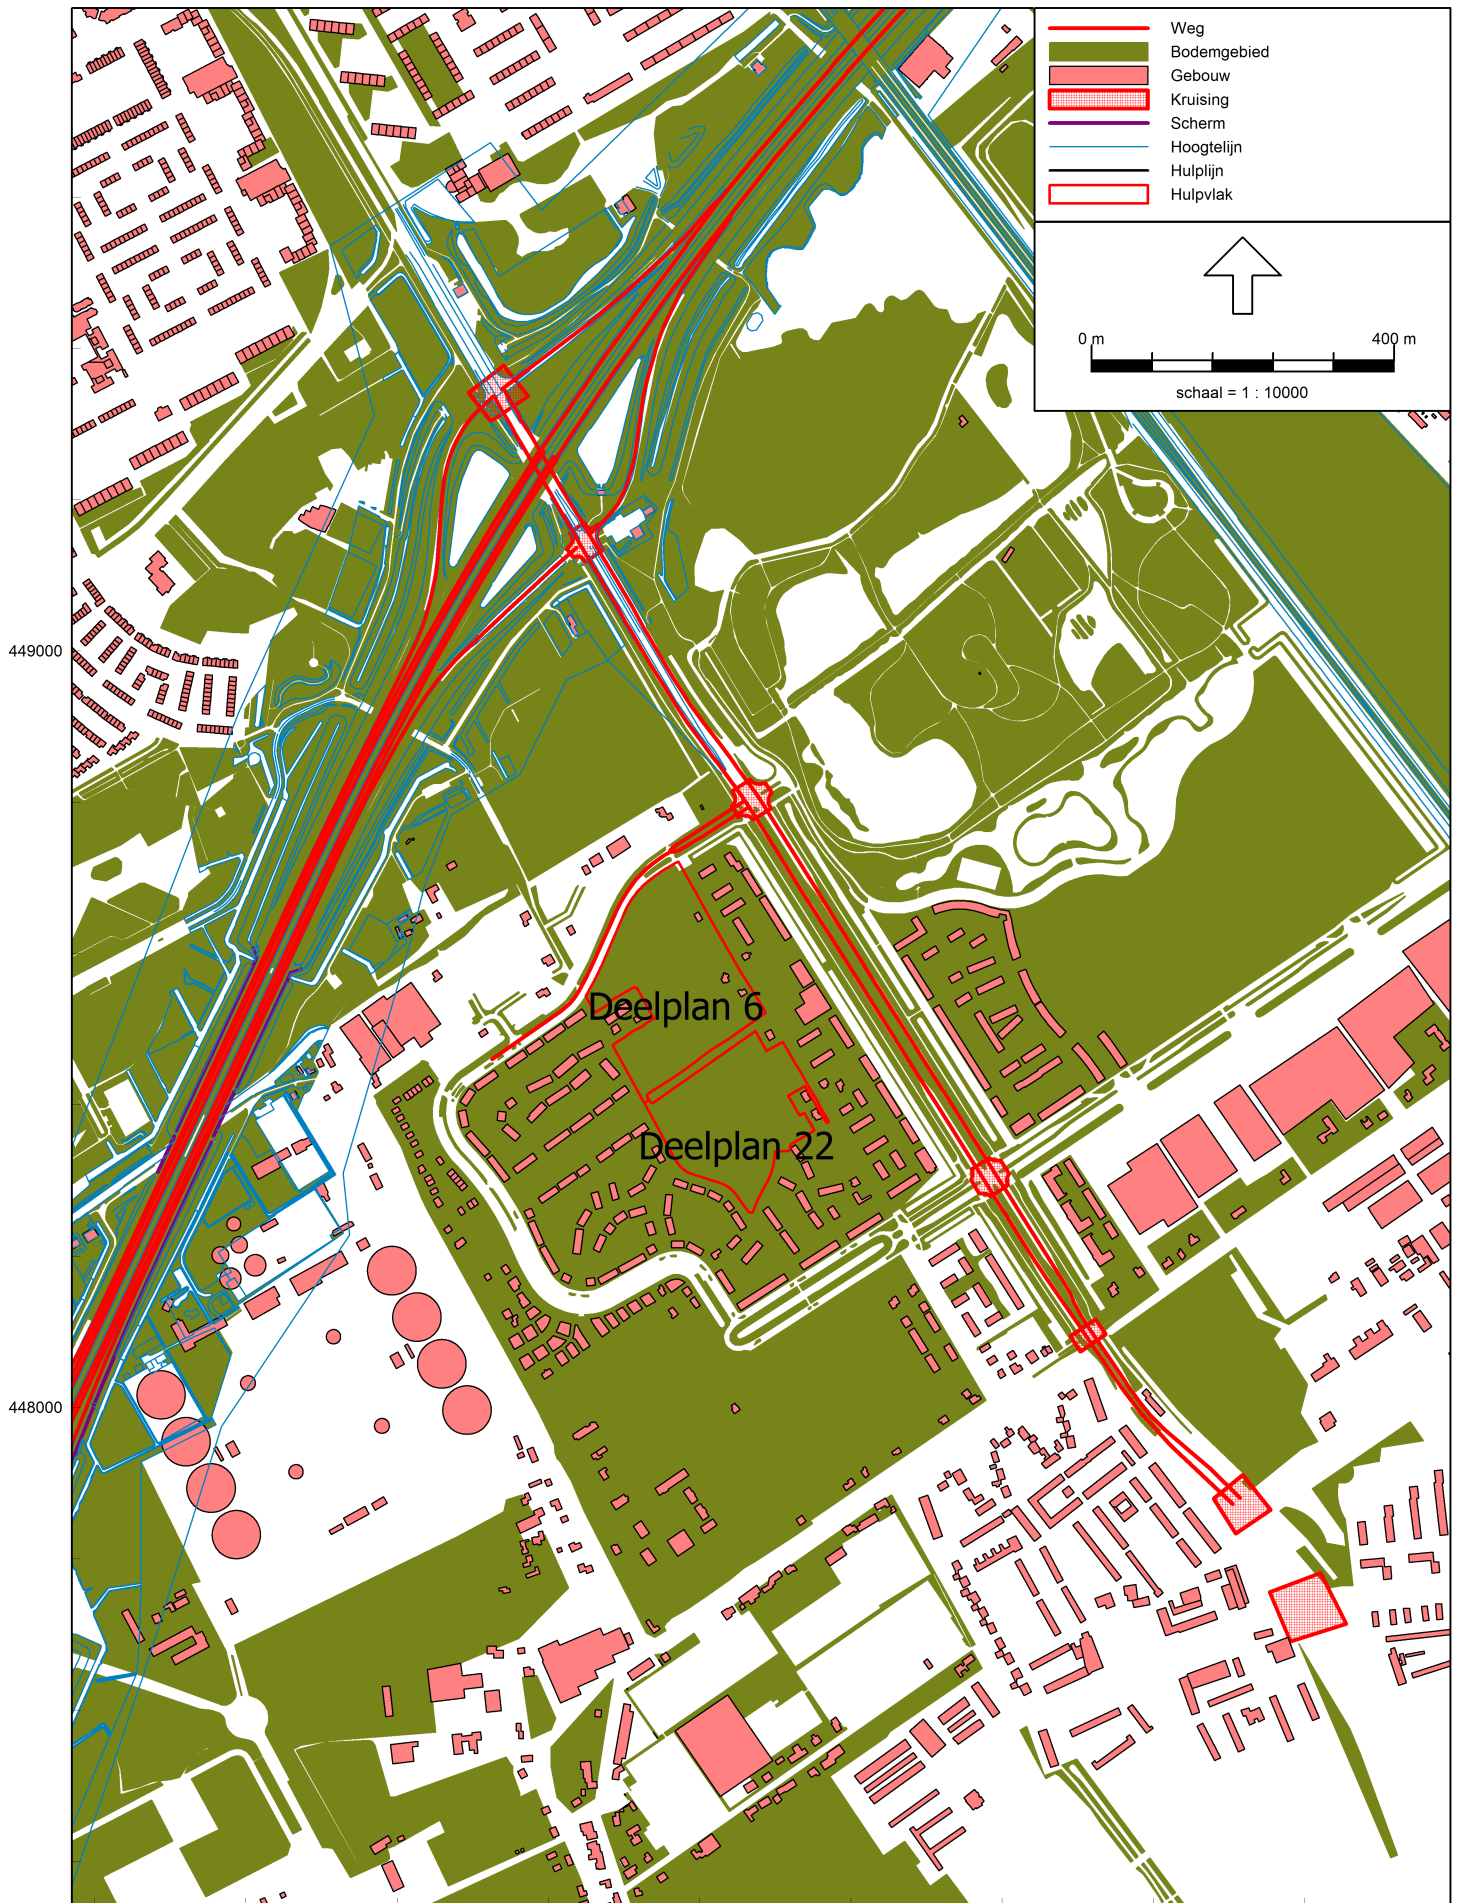 Weg
Bodemgebied
Gebouw
Kruising
Scherm
Hoogtelijn
Hulplijn
Hulpvlak
0 m 400 m
schaal = 1 : 10000
449000
Deelplan 6
Deelplan 22
448000